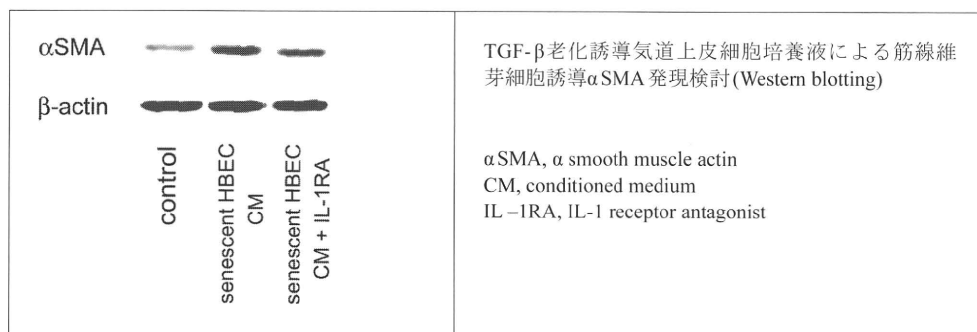 αSMA
β-actin
control
senescent HBEC
CM
senescent HBEC
CM + IL-1RA
TGF-β老化誘導気道上皮細胞培養液による筋線維
芽細胞誘導αSMA 発現検討(Western blotting)
αSMA, α smooth muscle actin
CM, conditioned medium
IL –1RA, IL-1 receptor antagonist